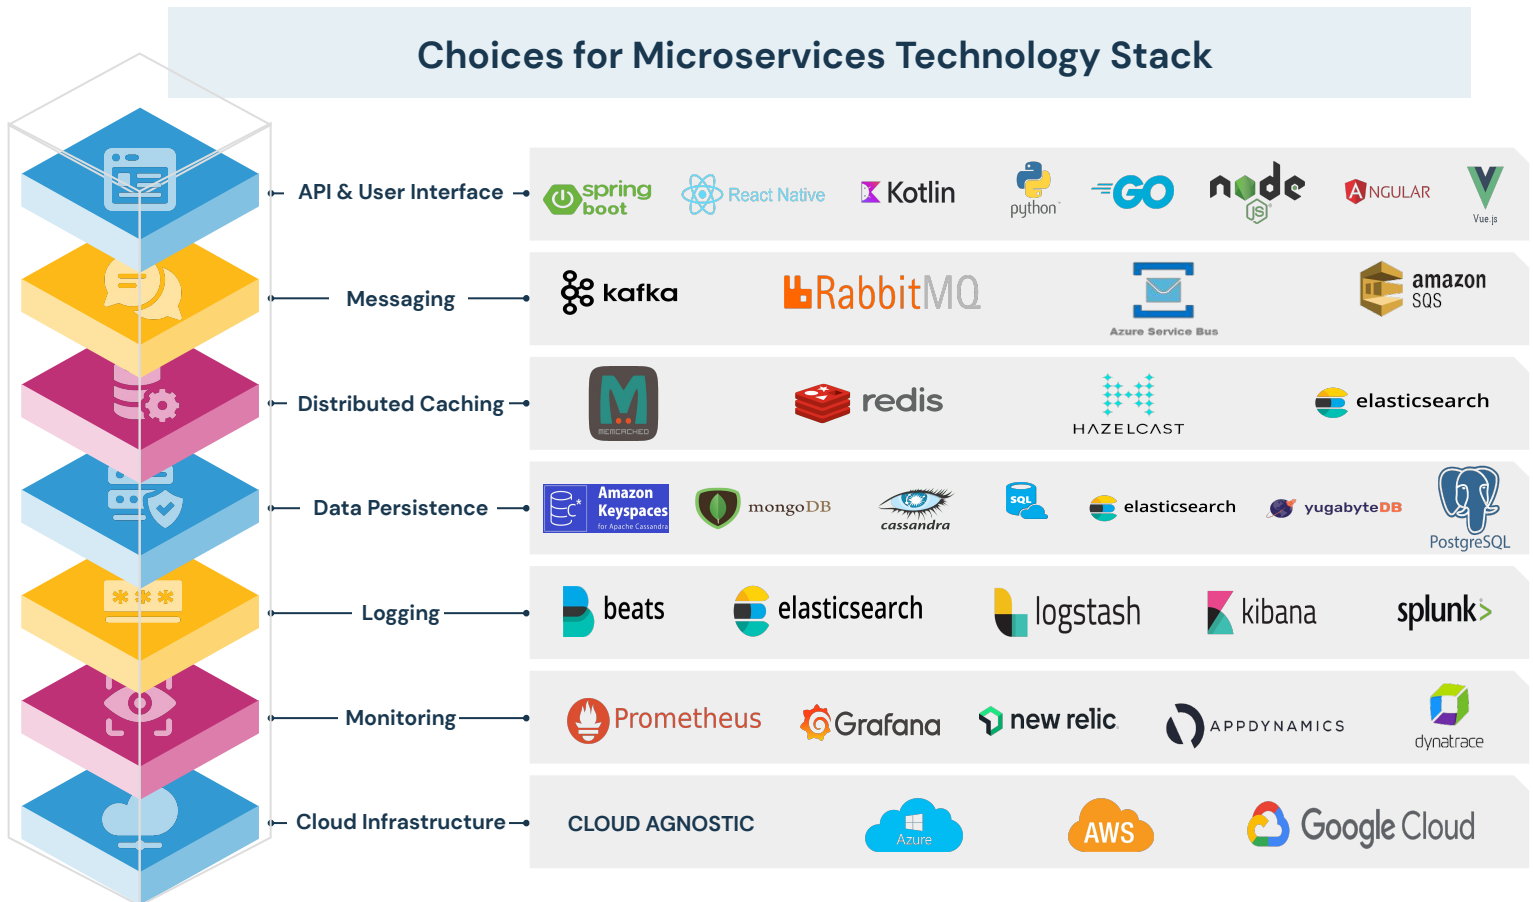 Choices for Microservices Technology Stack
API & User Interface
spring
boot
React Native
Kotlin
python™
GO
node
JS
ANGULAR
Vue.js
Messaging
kafka
RabbitMQ
Azure Service Bus
amazon
SQS
Distributed Caching
M
MEMCACHED
redis
HAZELCAST
elasticsearch
Data Persistence
Amazon
Keyspaces
for Apache Cassandra
mongoDB
cassandra
SQL
elasticsearch
yugabyteDB
PostgreSQL
***
Logging
beats
elasticsearch
logstash
kibana
splunk>
Monitoring
Prometheus
Grafana
new relic
APPDYNAMICS
dynatrace
Cloud Infrastructure
CLOUD AGNOSTIC
Azure
AWS
Google Cloud